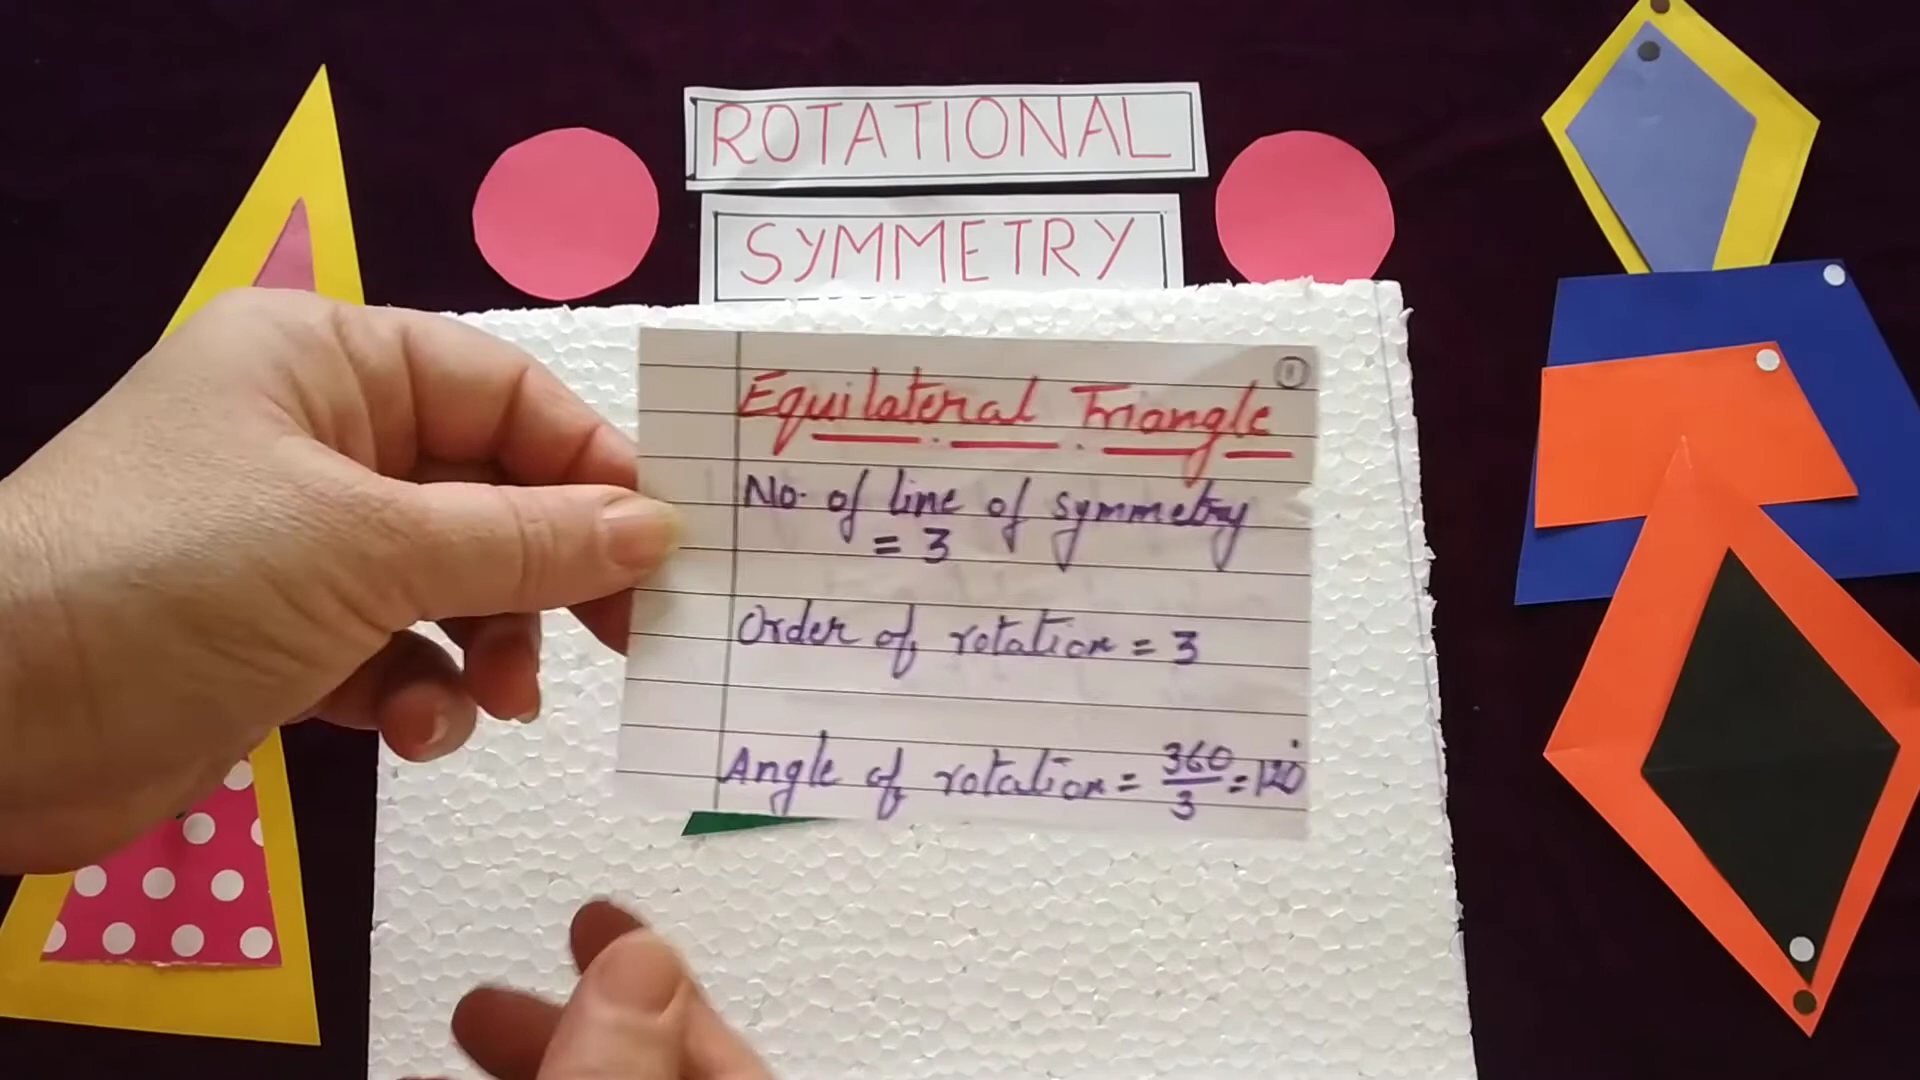 ROTATIONAL
SYMMETRY
Equilateral Triangle
No. of line of symmetry
= 3
Order of rotation = 3
Angle of rotation = 360/3 = 120°